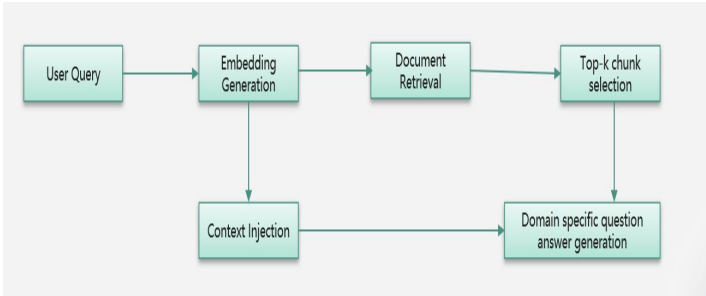 User Query
Embedding
Generation
Document
Retrieval
Top-k chunk
selection
Context Injection
Domain specific question
answer generation